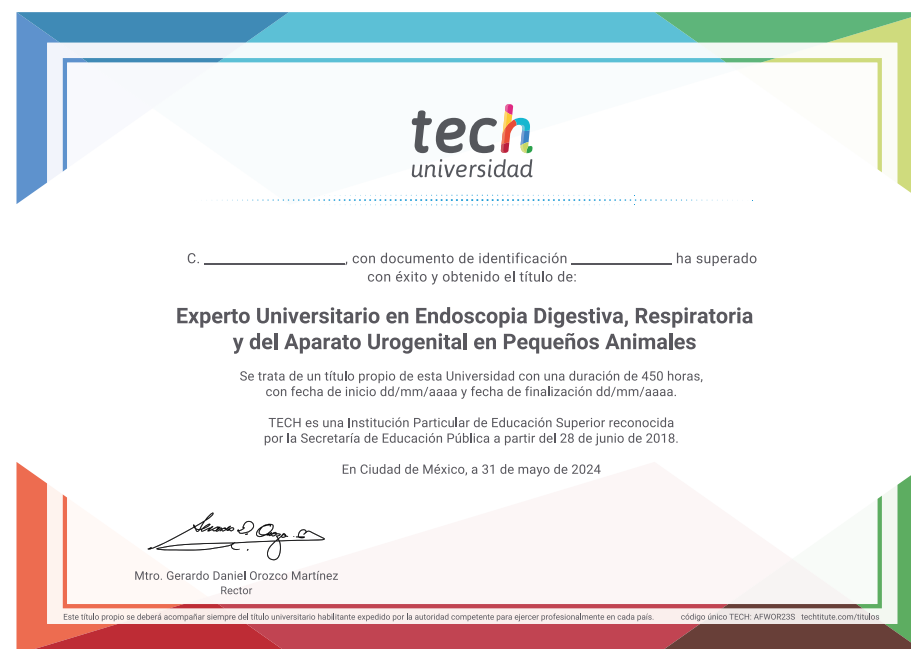 tech
universidad
C. ____________________, con documento de identificación ______________ ha superado
con éxito y obtenido el título de:
Experto Universitario en Endoscopia Digestiva, Respiratoria
y del Aparato Urogenital en Pequeños Animales
Se trata de un título propio de esta Universidad con una duración de 450 horas,
con fecha de inicio dd/mm/aaaa y fecha de finalización dd/mm/aaaa.
TECH es una Institución Particular de Educación Superior reconocida
por la Secretaría de Educación Pública a partir del 28 de junio de 2018.
En Ciudad de México, a 31 de mayo de 2024
Mtro. Gerardo Daniel Orozco Martínez
Rector
Este título propio se deberá acompañar siempre del título universitario habilitante expedido por la autoridad competente para ejercer profesionalmente en cada país. código único TECH: AFWOR23S techtitute.com/titulos